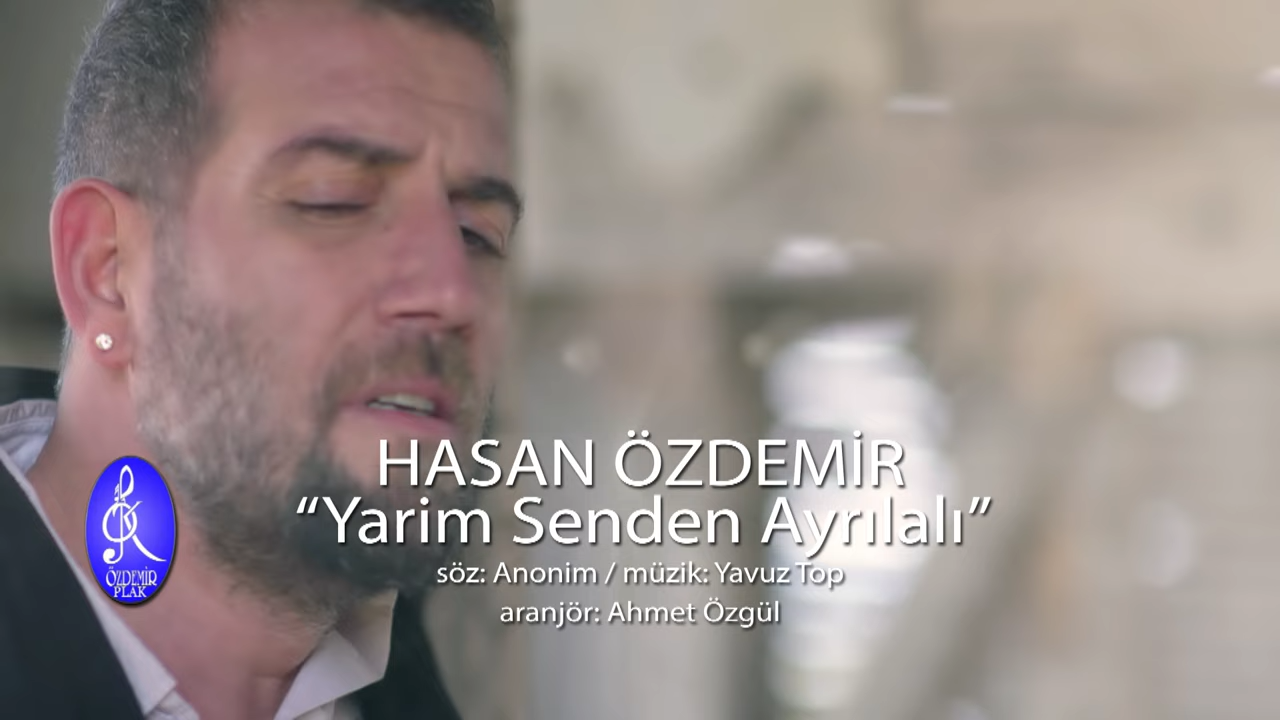 HASAN ÖZDEMİR
“Yarim Senden Ayrılalı”
söz: Anonim / müzik: Yavuz Top
aranjör: Ahmet Özgül
ÖZDEMİR
PLAK